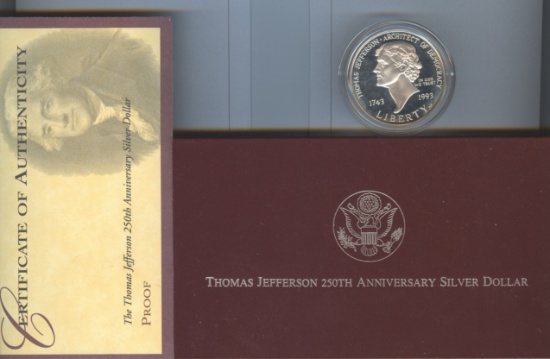 CERTIFICATE OF AUTHENTICITY
The Thomas Jefferson 250th Anniversary Silver Dollar
PROOF
THOMAS JEFFERSON · ARCHITECT OF DEMOCRACY
IN GOD
WE TRUST
1743 1993
LIBERTY
THOMAS JEFFERSON 250TH ANNIVERSARY SILVER DOLLAR